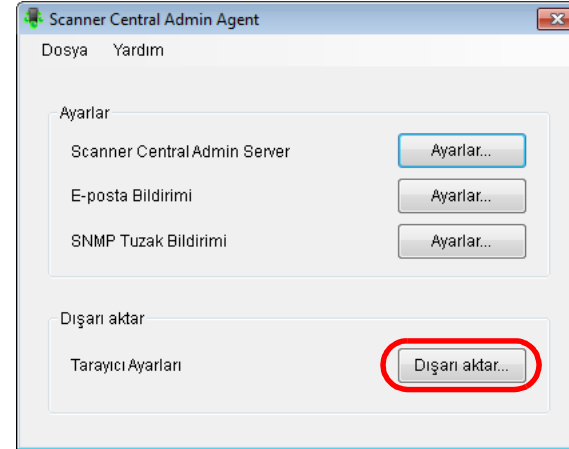 Scanner Central Admin Agent
Dosya Yardım
Ayarlar
Scanner Central Admin Server Ayarlar...
E-posta Bildirimi Ayarlar...
SNMP Tuzak Bildirimi Ayarlar...
Dışarı aktar
Tarayıcı Ayarları Dışarı aktar...